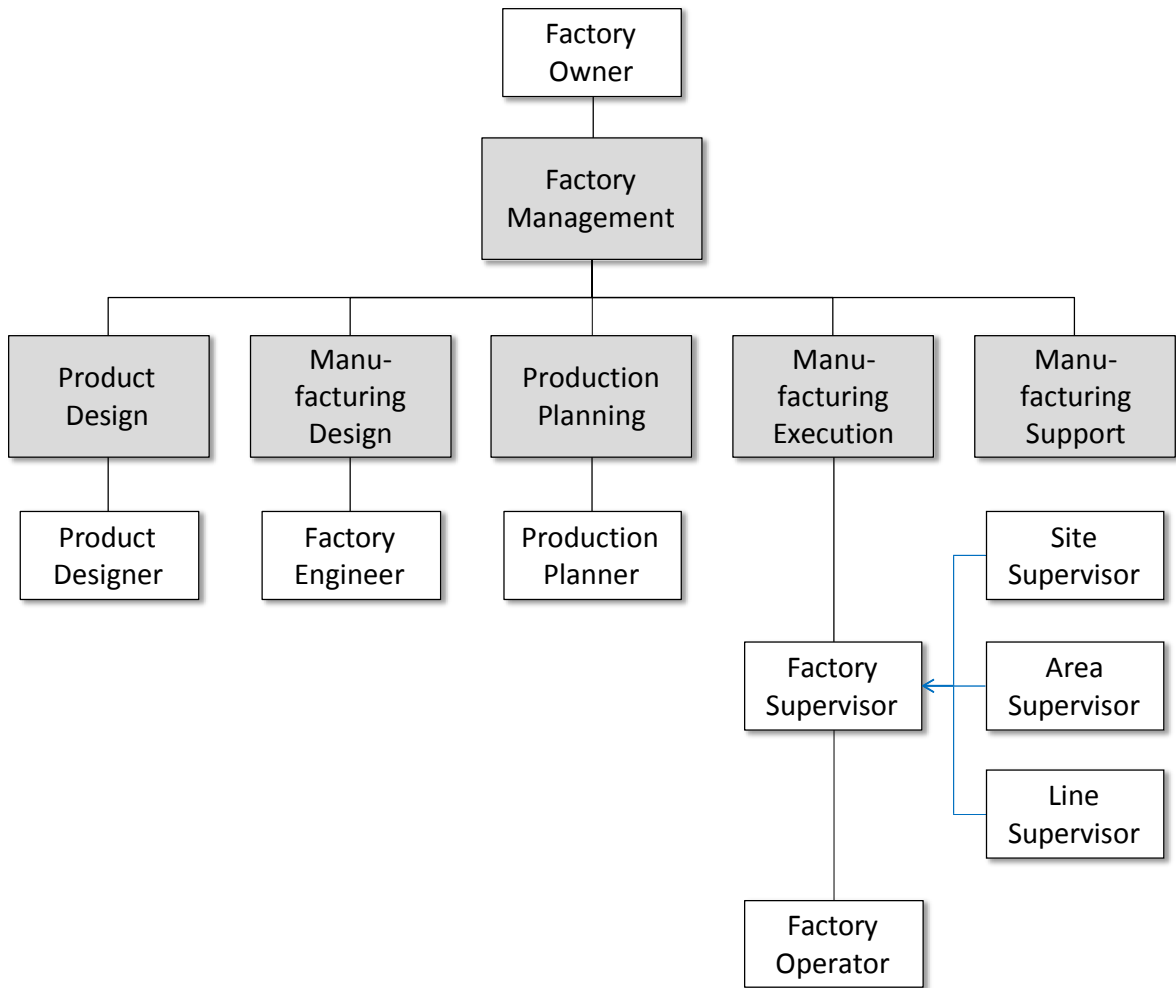 Factory
Owner
Factory
Management
Product
Design
Manu-
facturing
Design
Production
Planning
Manu-
facturing
Execution
Manu-
facturing
Support
Product
Designer
Factory
Engineer
Production
Planner
Site
Supervisor
Factory
Supervisor
Area
Supervisor
Line
Supervisor
Factory
Operator